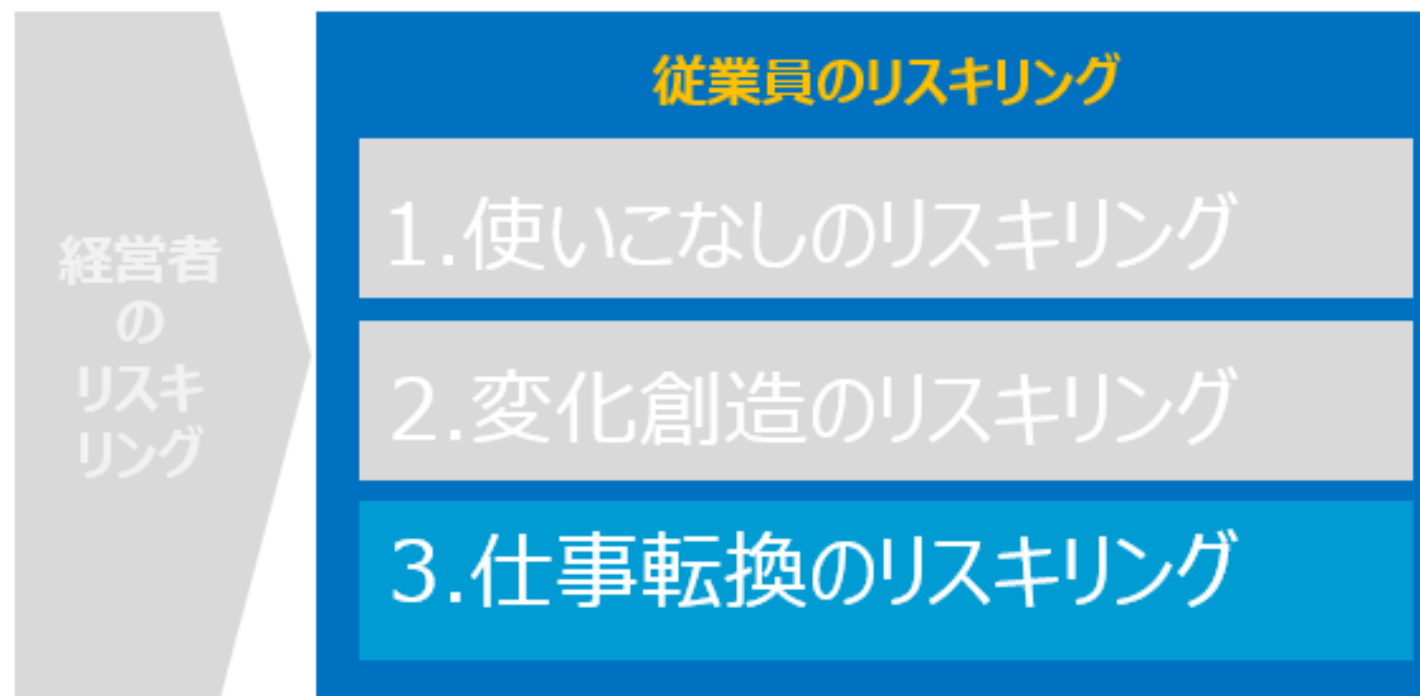 経営者
の
リスキ
リング
従業員のリスキリング
1.使いこなしのリスキリング
2.変化創造のリスキリング
3.仕事転換のリスキリング